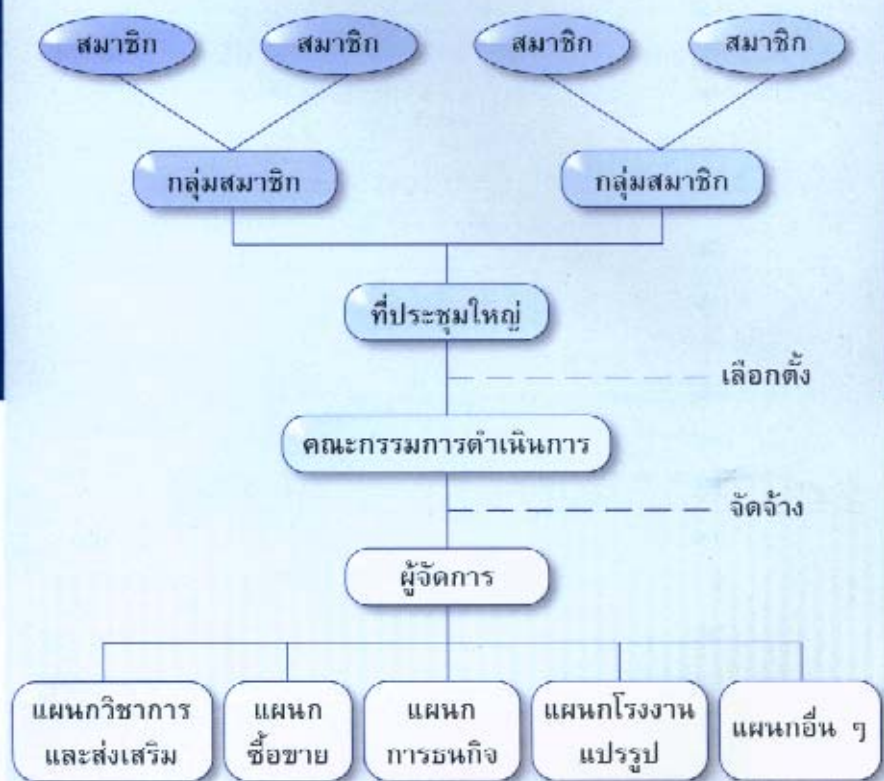 สมาชิก สมาชิก สมาชิก สมาชิก
กลุ่มสมาชิก กลุ่มสมาชิก
ที่ประชุมใหญ่
เลือกตั้ง
คณะกรรมการดำเนินการ
จัดจ้าง
ผู้จัดการ
แผนกวิชาการ
และส่งเสริม
แผนก
ซื้อขาย
แผนก
การธนกิจ
แผนกโรงงาน
แปรรูป
แผนกอื่น ๆ